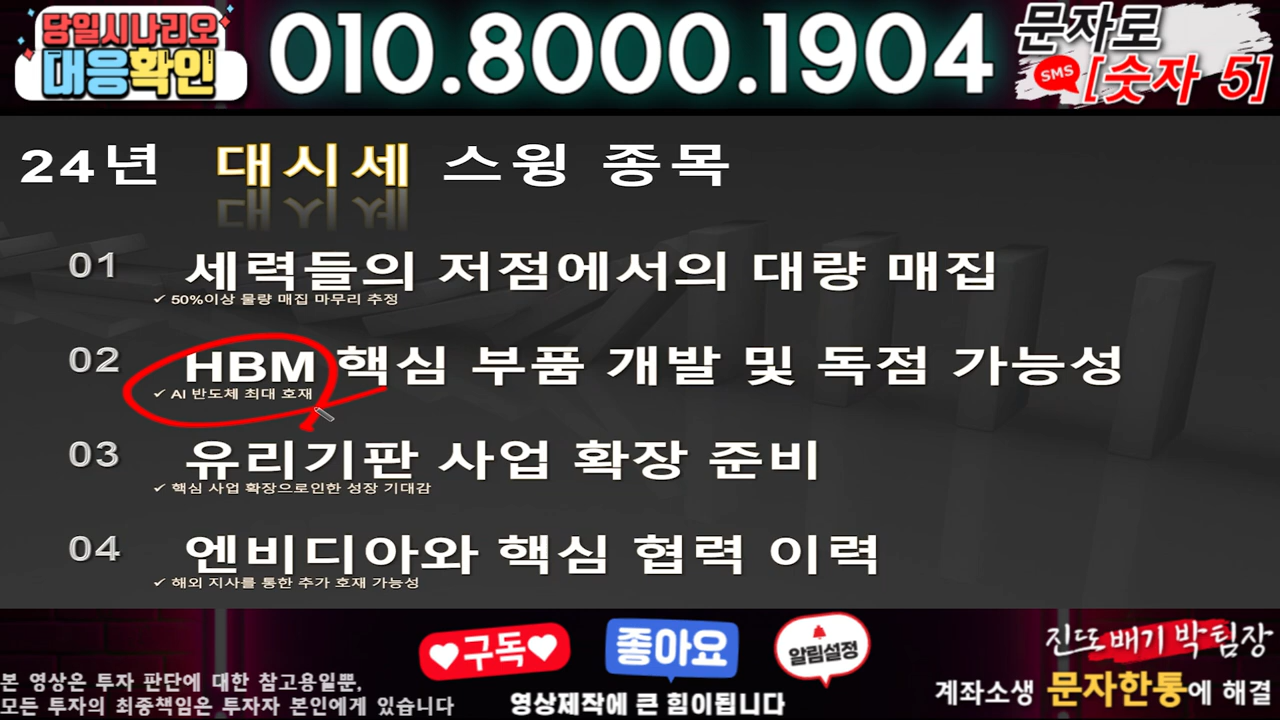 당일시나리오
대응확인
010.8000.1904
문자로
SMS [숫자 5]
24년 대시세 스윙 종목
01 세력들의 저점에서의 대량 매집
✓ 50%이상 물량 매집 마무리 추정
02 HBM 핵심 부품 개발 및 독점 가능성
✓ AI 반도체 최대 호재
03 유리기판 사업 확장 준비
✓ 핵심 사업 확장으로인한 성장 기대감
04 엔비디아와 핵심 협력 이력
✓ 해외 지사를 통한 추가 호재 가능성
구독 좋아요 알림설정
영상제작에 큰 힘이됩니다
본 영상은 투자 판단에 대한 참고용일뿐,
모든 투자의 최종책임은 투자자 본인에게 있습니다
진또배기 박팀장
계좌소생 문자한통에 해결